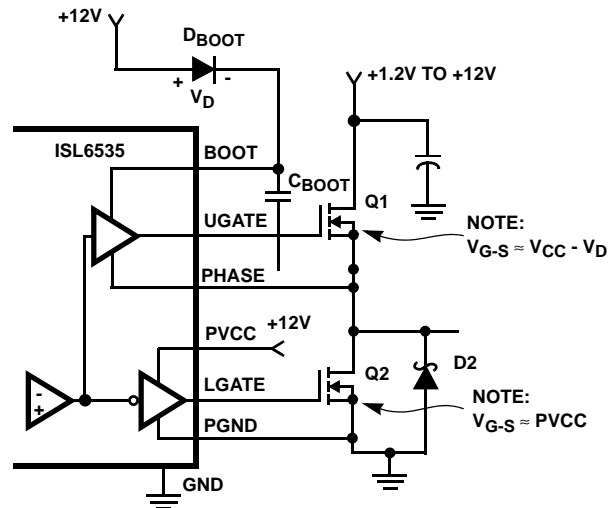 +12V
DBOOT
+ -
VD
+1.2V TO +12V
ISL6535
BOOT
CBOOT
Q1
UGATE
NOTE:
VG-S ≈ VCC - VD
PHASE
PVCC
+12V
D2
Q2
LGATE
- +
NOTE:
VG-S ≈ PVCC
PGND
GND